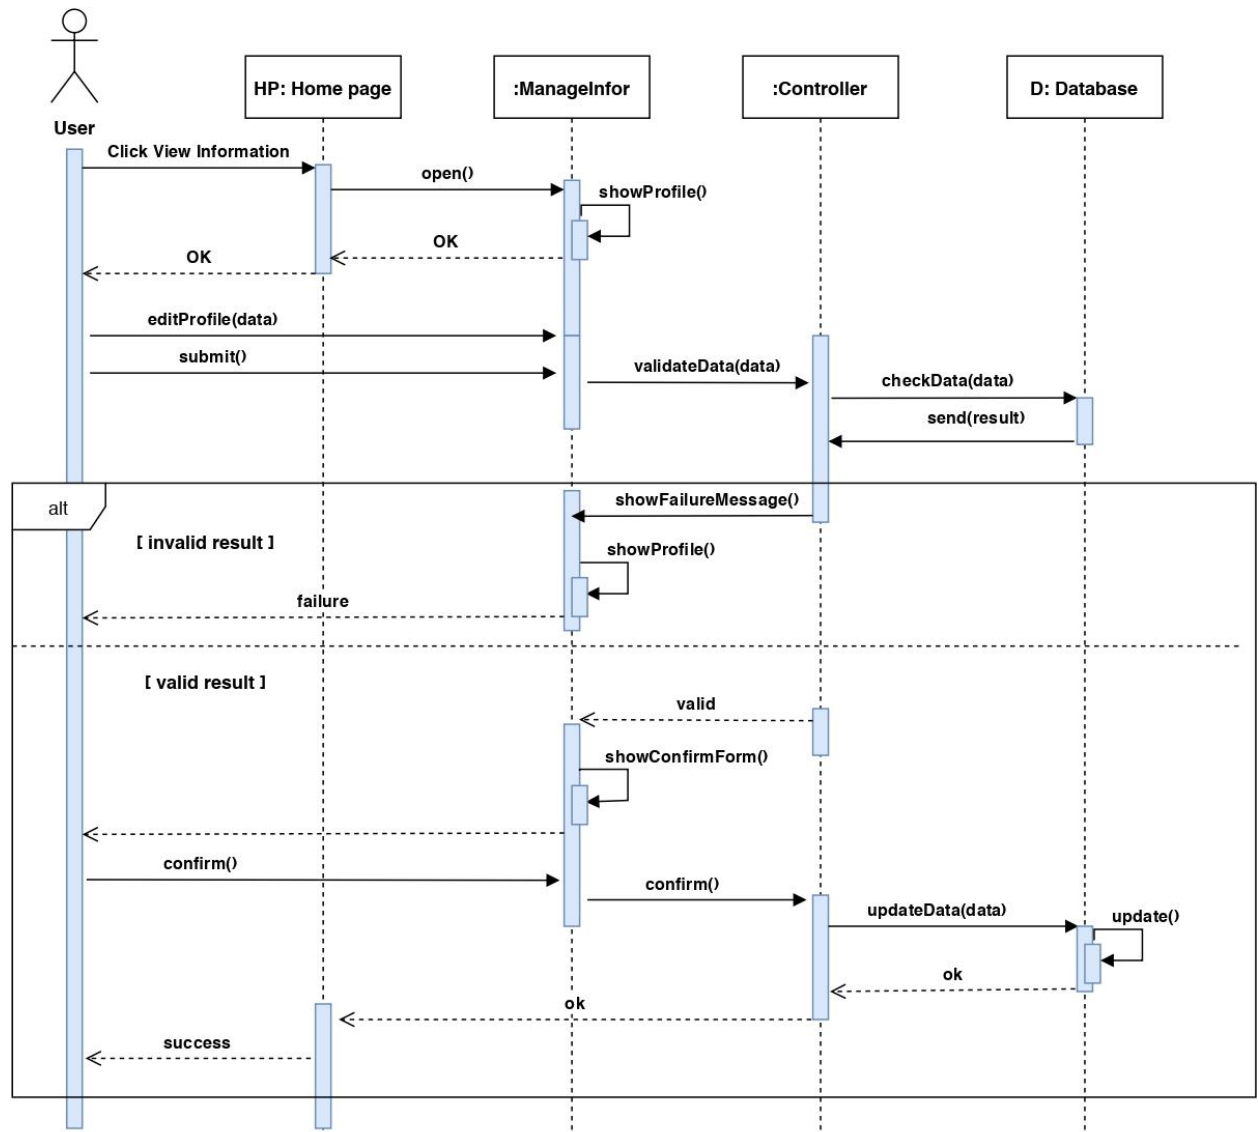 HP: Home page
:ManageInfor
:Controller
D: Database
User
Click View Information
open()
showProfile()
OK
OK
editProfile(data)
submit()
validateData(data)
checkData(data)
send(result)
alt
showFailureMessage()
[ invalid result ]
showProfile()
failure
[ valid result ]
valid
showConfirmForm()
confirm()
confirm()
updateData(data)
update()
ok
ok
success